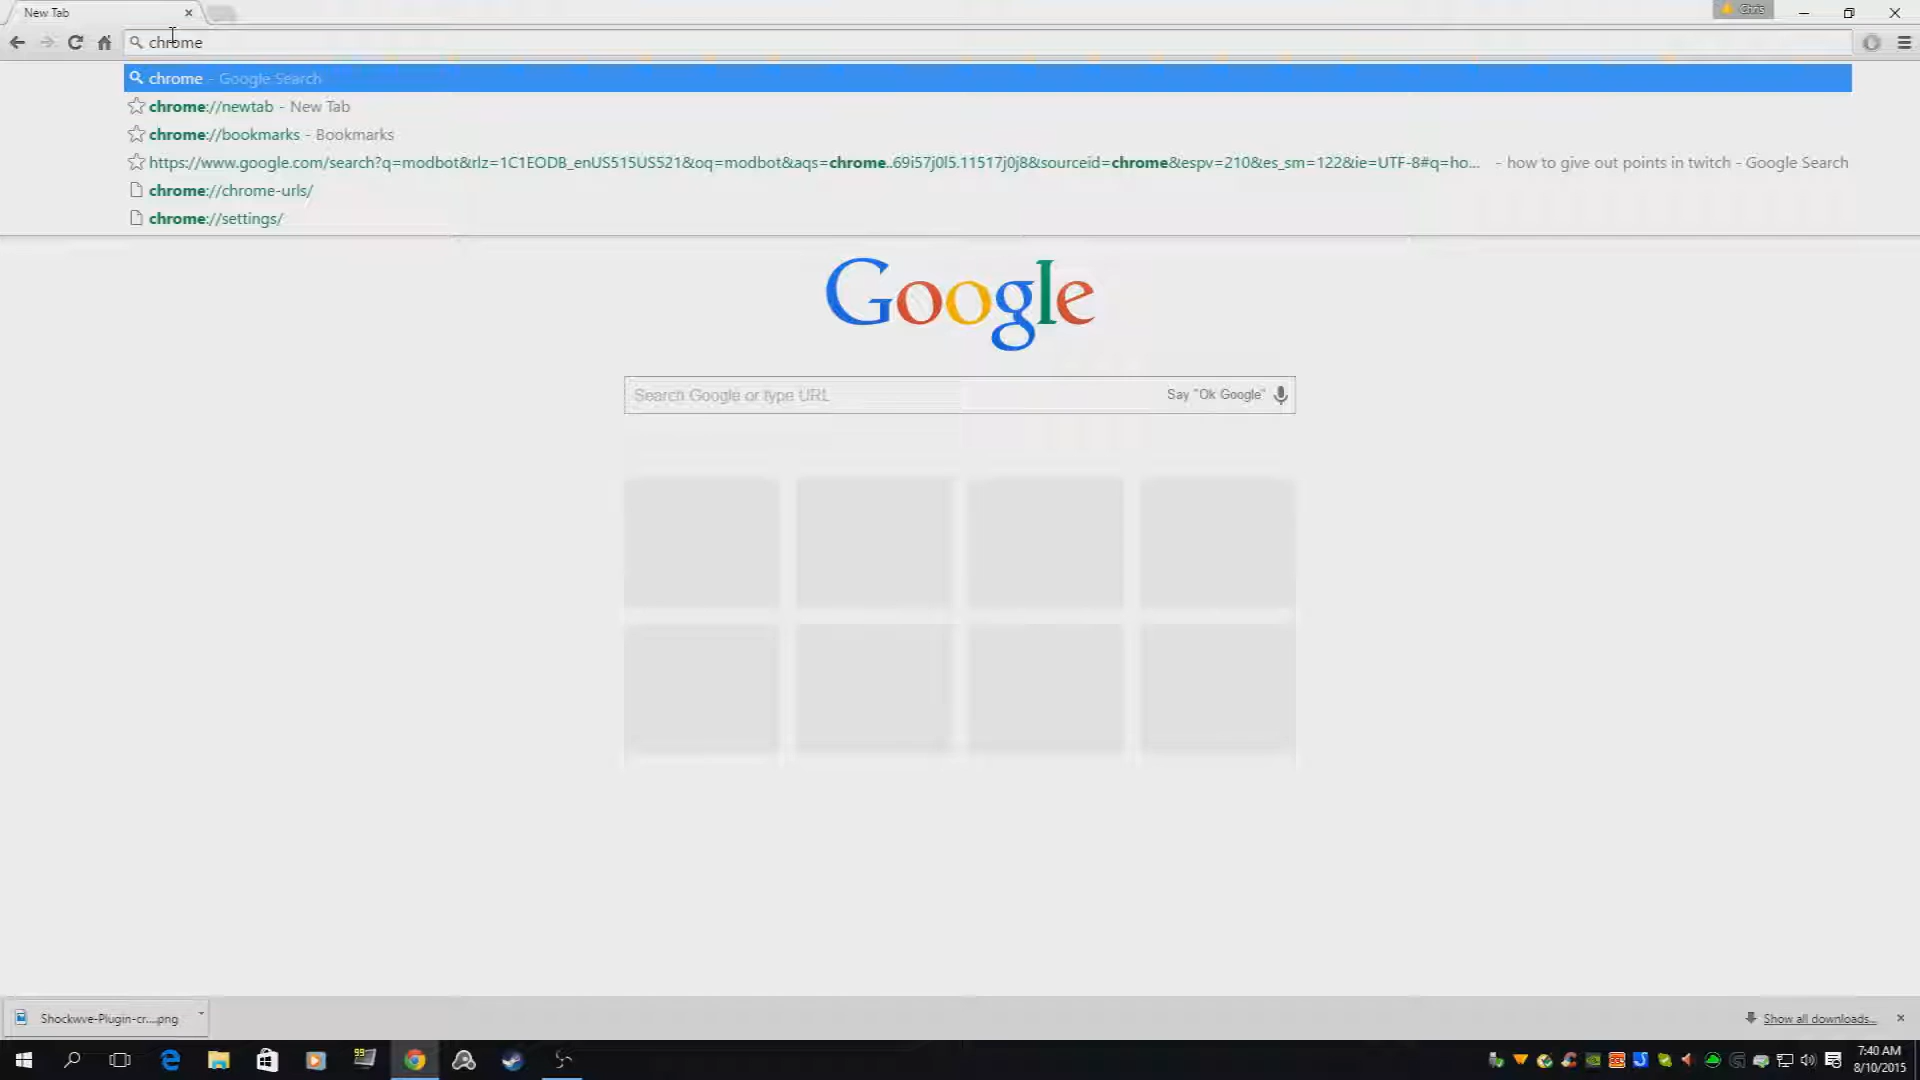 New Tab
Chris
chrome
chrome - Google Search
chrome://newtab - New Tab
chrome://bookmarks - Bookmarks
https://www.google.com/search?q=modbot&rlz=1C1EODB_enUS515US521&oq=modbot&aqs=chrome..69i57j0l5.11517j0j8&sourceid=chrome&espv=210&es_sm=122&ie=UTF-8#q=ho... - how to give out points in twitch - Google Search
chrome://chrome-urls/
chrome://settings/
Google
Search Google or type URL
Say "Ok Google"
Shockwve-Plugin-cr....png
Show all downloads...
99
7:40 AM
8/10/2015